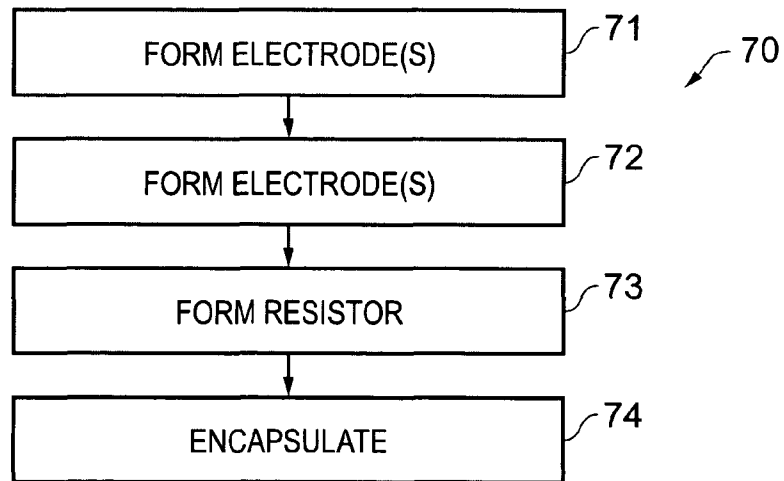 FORM ELECTRODE(S)
71
70
FORM ELECTRODE(S)
72
FORM RESISTOR
73
ENCAPSULATE
74